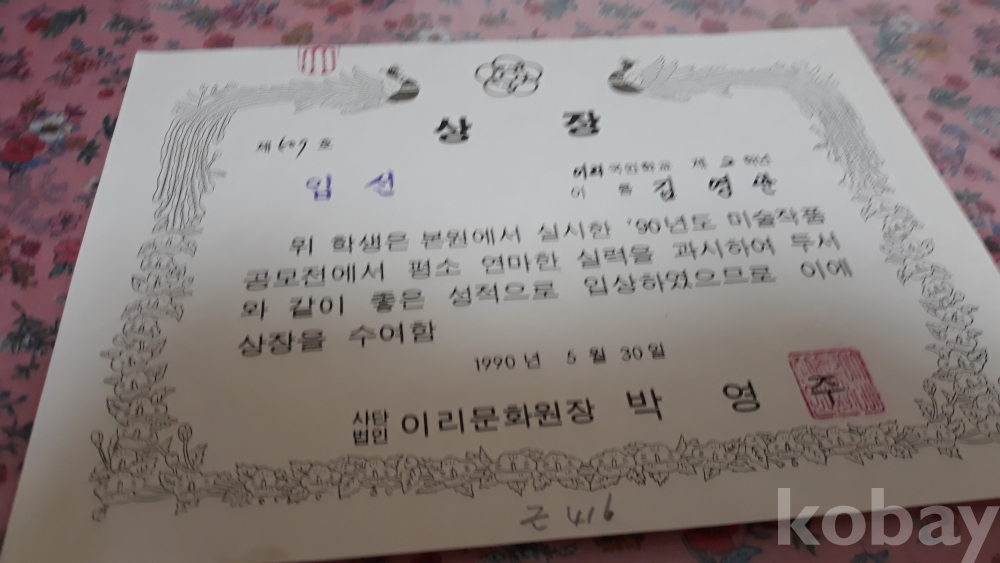 상 장
제 609 호
입 선
이리 국민학교 제 학년
이 름 김 영
위 학생은 본원에서 실시한 '90년도 미술작품
공모전에서 평소 연마한 실력을 과시하여 두서
와 같이 좋은 성적으로 입상하였으므로 이에
상장을 수여함
1990년 5월 30일
사단법인 이리문화원장 박 영 주
416
kobay